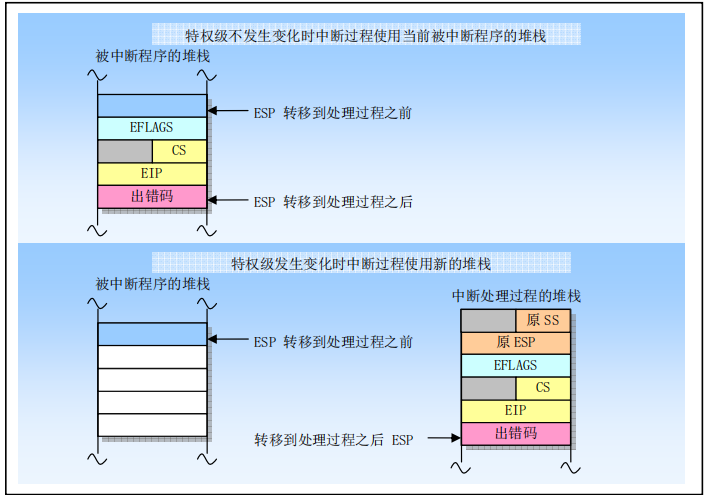 特权级不发生变化时中断过程使用当前被中断程序的堆栈
被中断程序的堆栈
ESP 转移到处理过程之前
EFLAGS
CS
EIP
出错码
ESP 转移到处理过程之后
特权级发生变化时中断过程使用新的堆栈
被中断程序的堆栈
中断处理过程的堆栈
ESP 转移到处理过程之前
原 SS
原 ESP
EFLAGS
CS
EIP
出错码
转移到处理过程之后 ESP